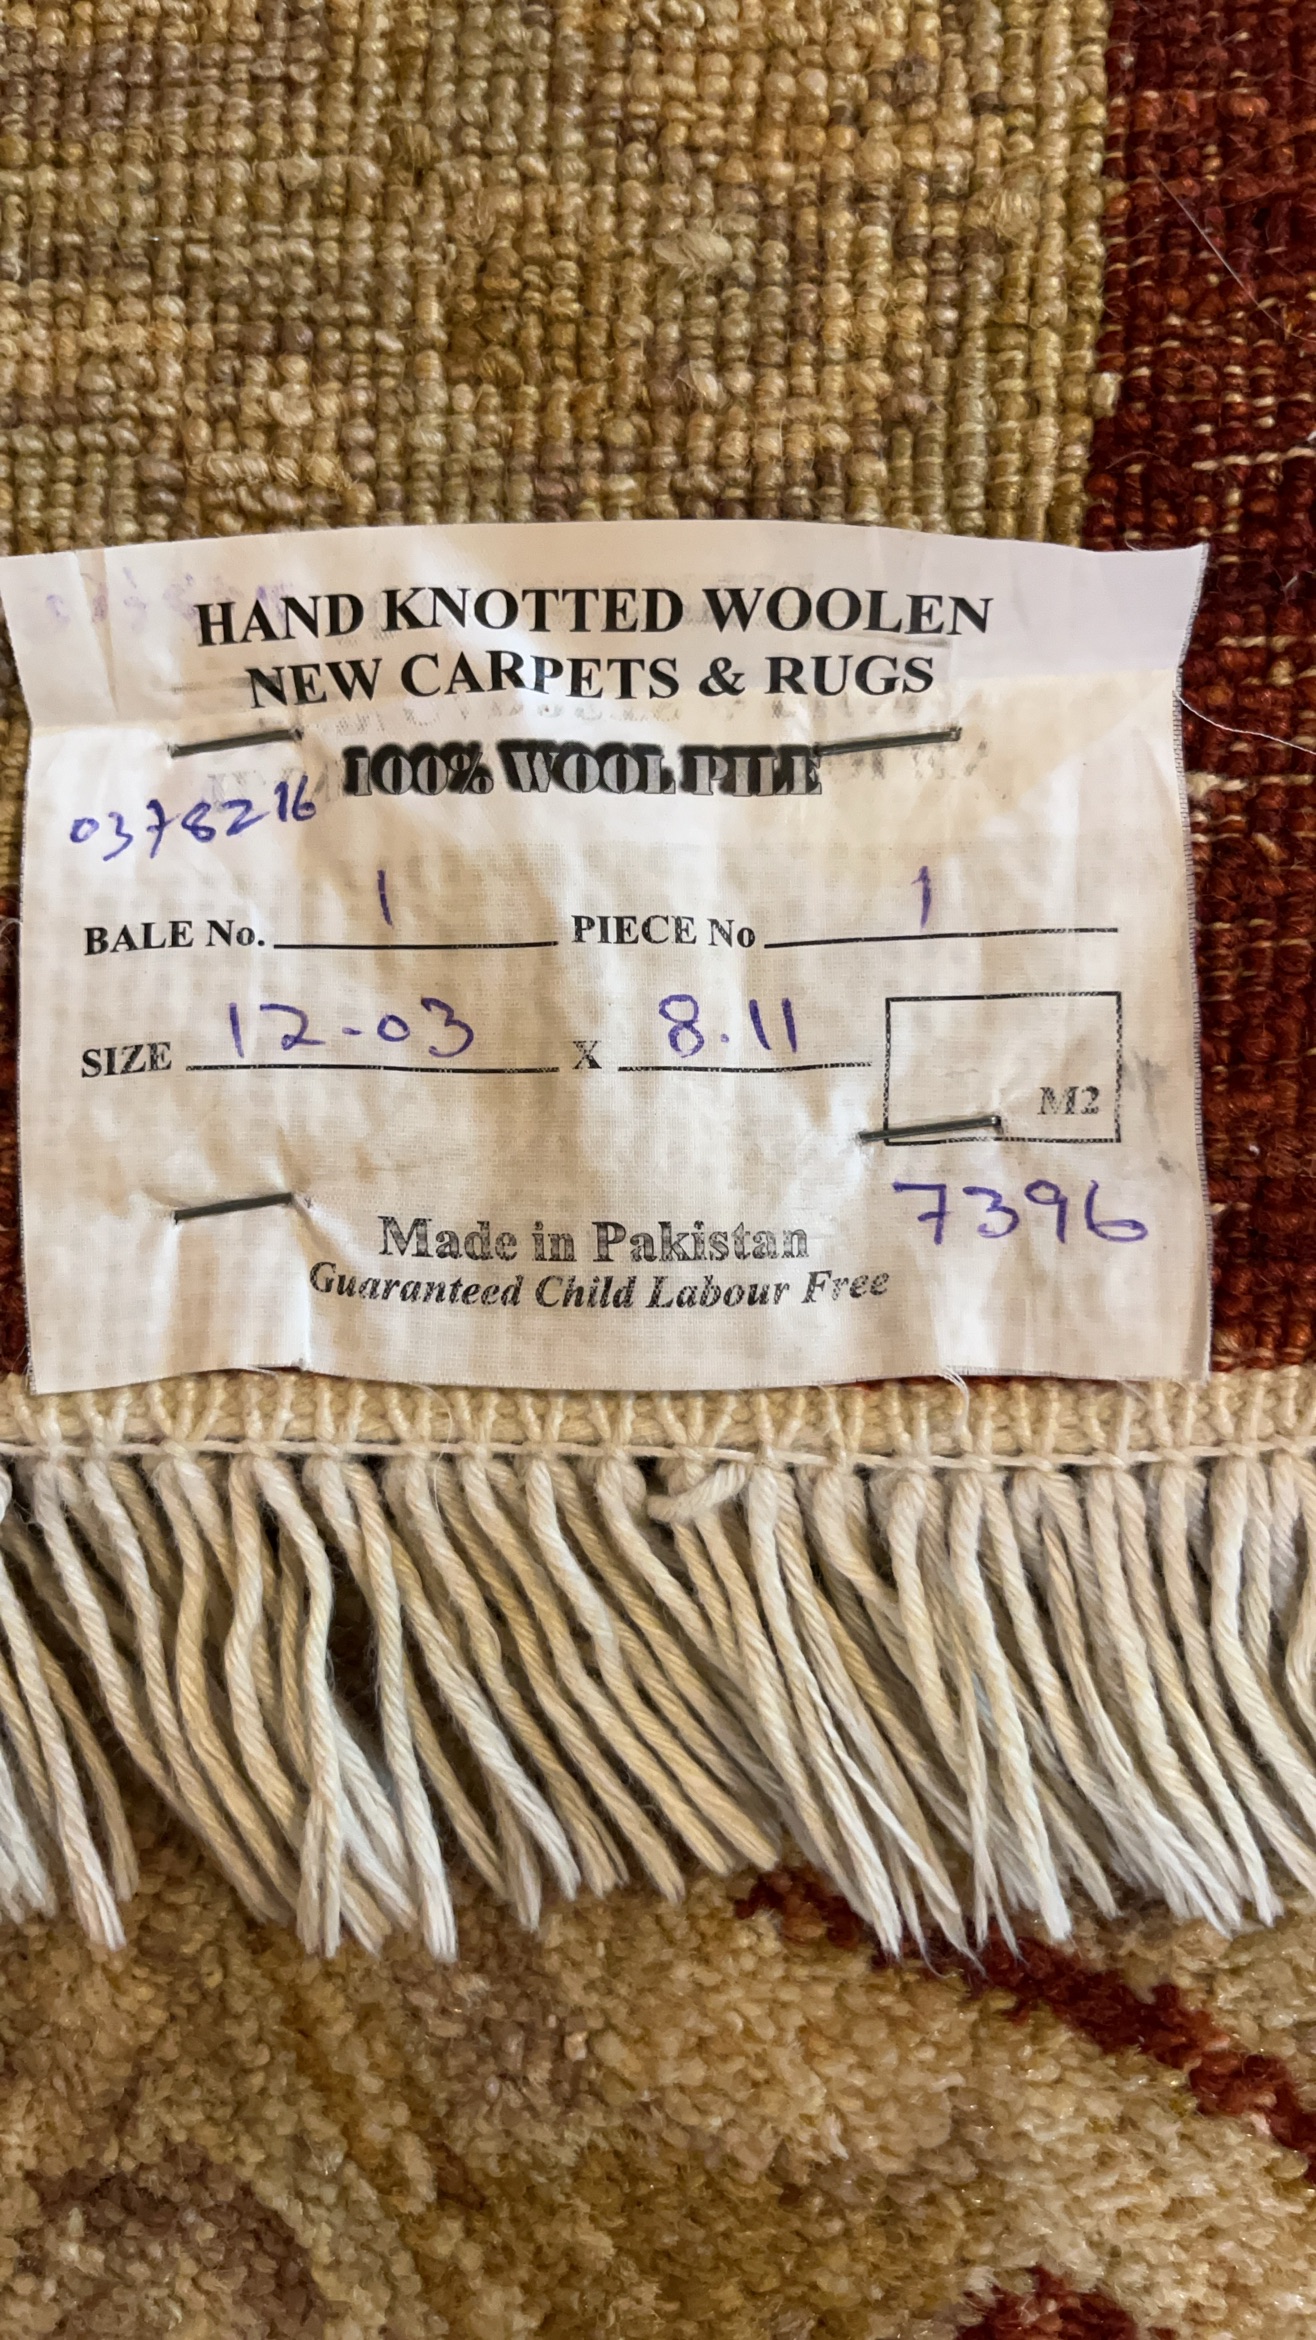 HAND KNOTTED WOOLEN
NEW CARPETS & RUGS
100% WOOL PILE
0378216
BALE No. 1 PIECE No 1
SIZE 12-03 X 8.11
M2
7396
Made in Pakistan
Guaranteed Child Labour Free